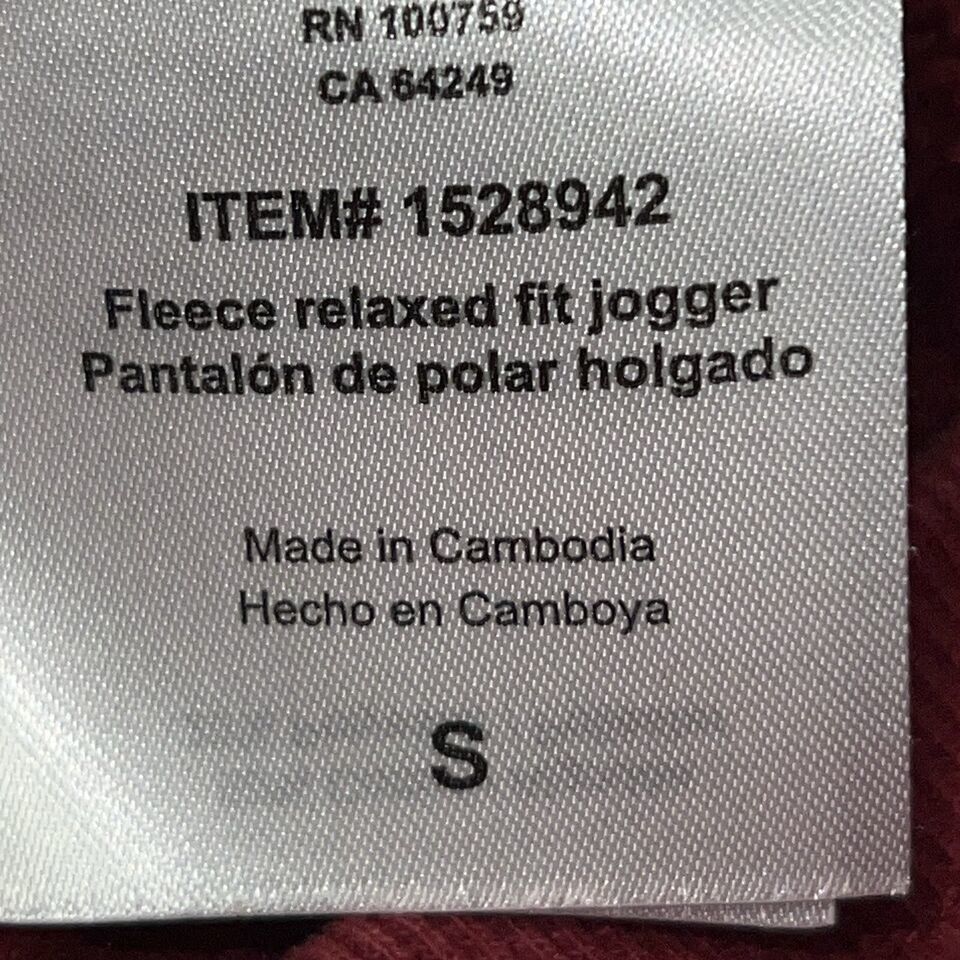 RN 100759
CA 64249
ITEM# 1528942
Fleece relaxed fit jogger
Pantalón de polar holgado
Made in Cambodia
Hecho en Camboya
S